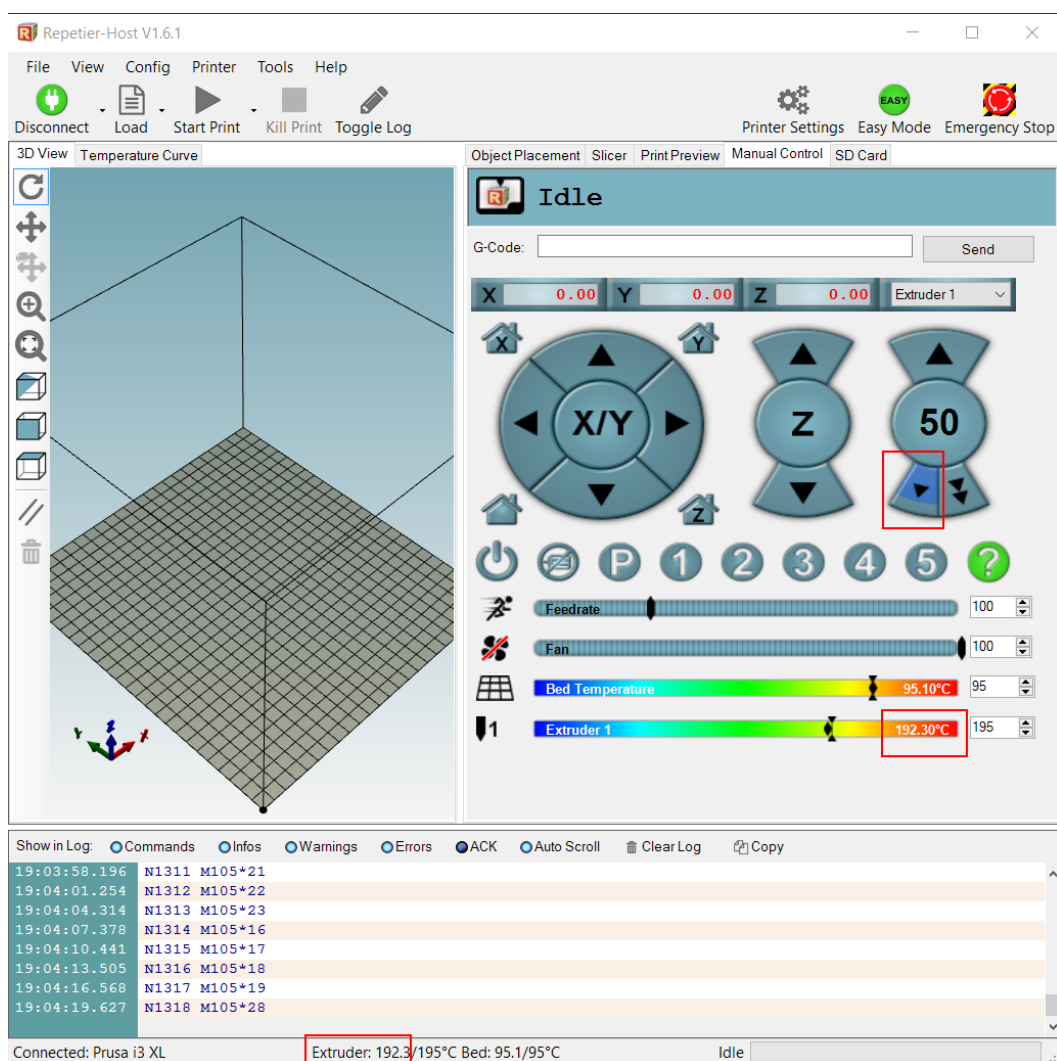 Repetier-Host V1.6.1
File View Config Printer Tools Help
EASY
Disconnect Load Start Print Kill Print Toggle Log Printer Settings Easy Mode Emergency Stop
3D View Temperature Curve Object Placement Slicer Print Preview Manual Control SD Card
R Idle
G-Code: Send
X 0.00 Y 0.00 Z 0.00 Extruder 1
X Y
X/Y Z 50
Z
P 1 2 3 4 5 ?
Feedrate 100
Fan 100
Bed Temperature 95.10°C 95
1 Extruder 1 192.30°C 195
Y Z X
Show in Log: Commands Infos Warnings Errors ACK Auto Scroll Clear Log Copy
19:03:58.196 N1311 M105*21
19:04:01.254 N1312 M105*22
19:04:04.314 N1313 M105*23
19:04:07.378 N1314 M105*16
19:04:10.441 N1315 M105*17
19:04:13.505 N1316 M105*18
19:04:16.568 N1317 M105*19
19:04:19.627 N1318 M105*28
Connected: Prusa i3 XL Extruder: 192.3/195°C Bed: 95.1/95°C Idle